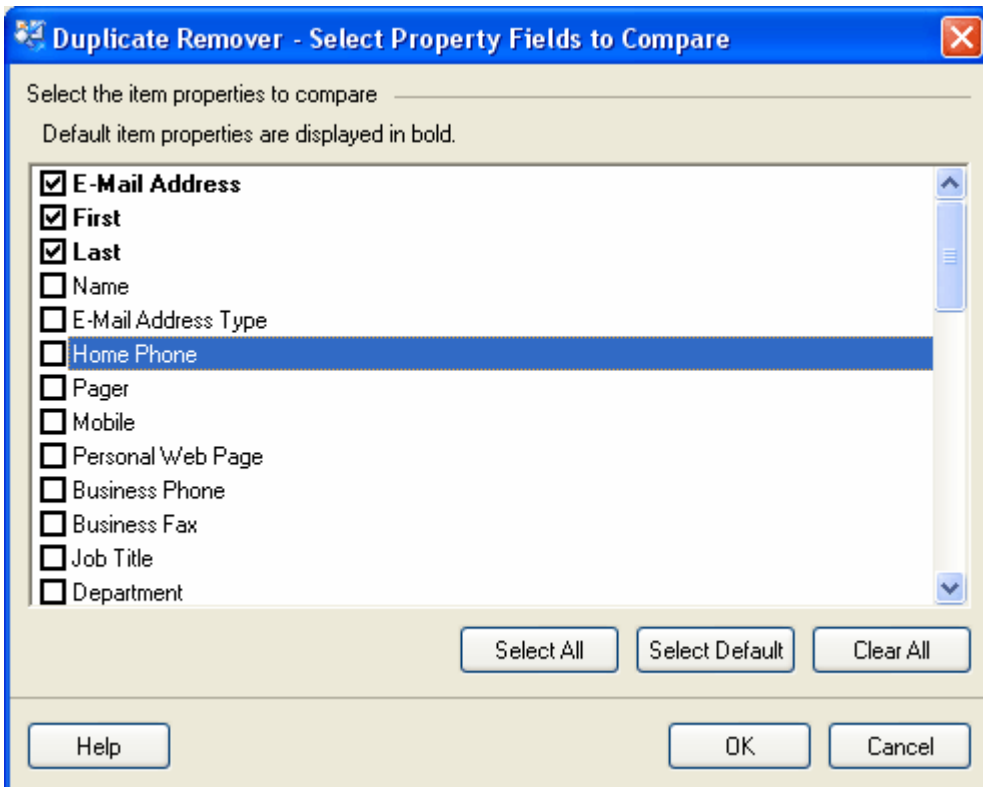 Duplicate Remover - Select Property Fields to Compare
Select the item properties to compare
Default item properties are displayed in bold.
E-Mail Address
First
Last
Name
E-Mail Address Type
Home Phone
Pager
Mobile
Personal Web Page
Business Phone
Business Fax
Job Title
Department
Select All Select Default Clear All
Help OK Cancel